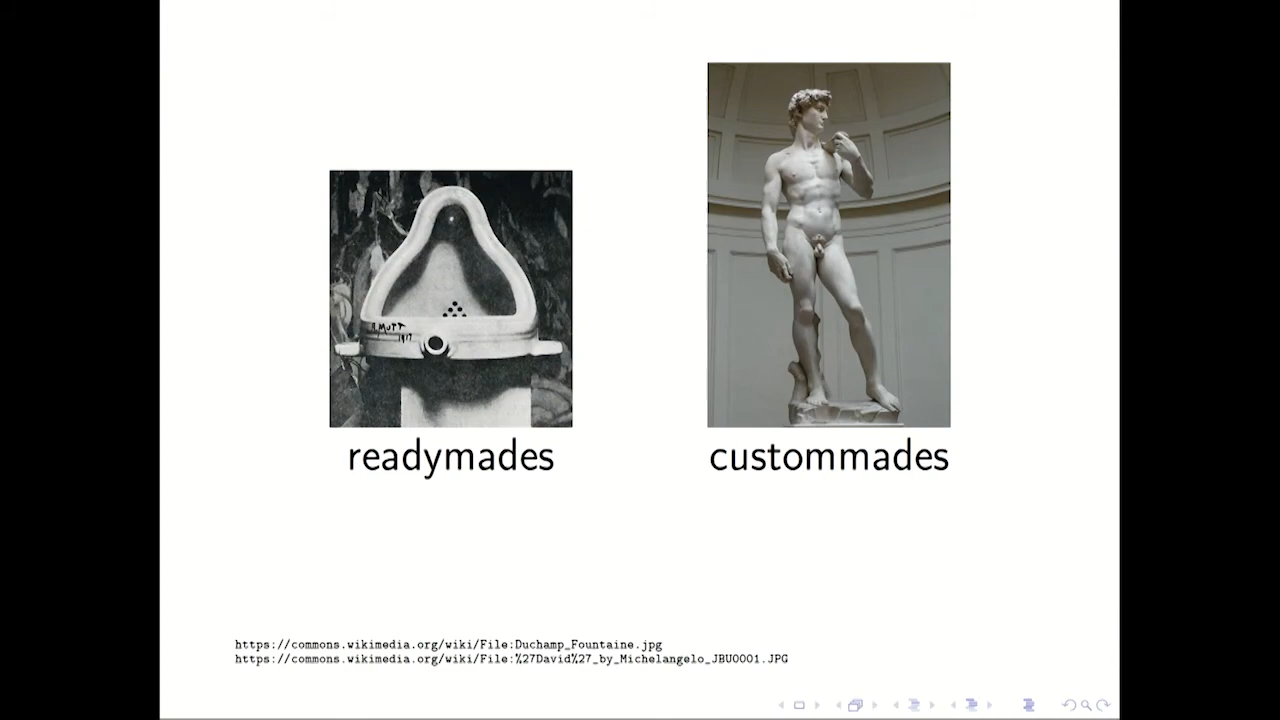 R.MUTT
1917
readymades
custommades
https://commons.wikimedia.org/wiki/File:Duchamp_Fountaine.jpg
https://commons.wikimedia.org/wiki/File:%27David%27_by_Michelangelo_JBU0001.JPG